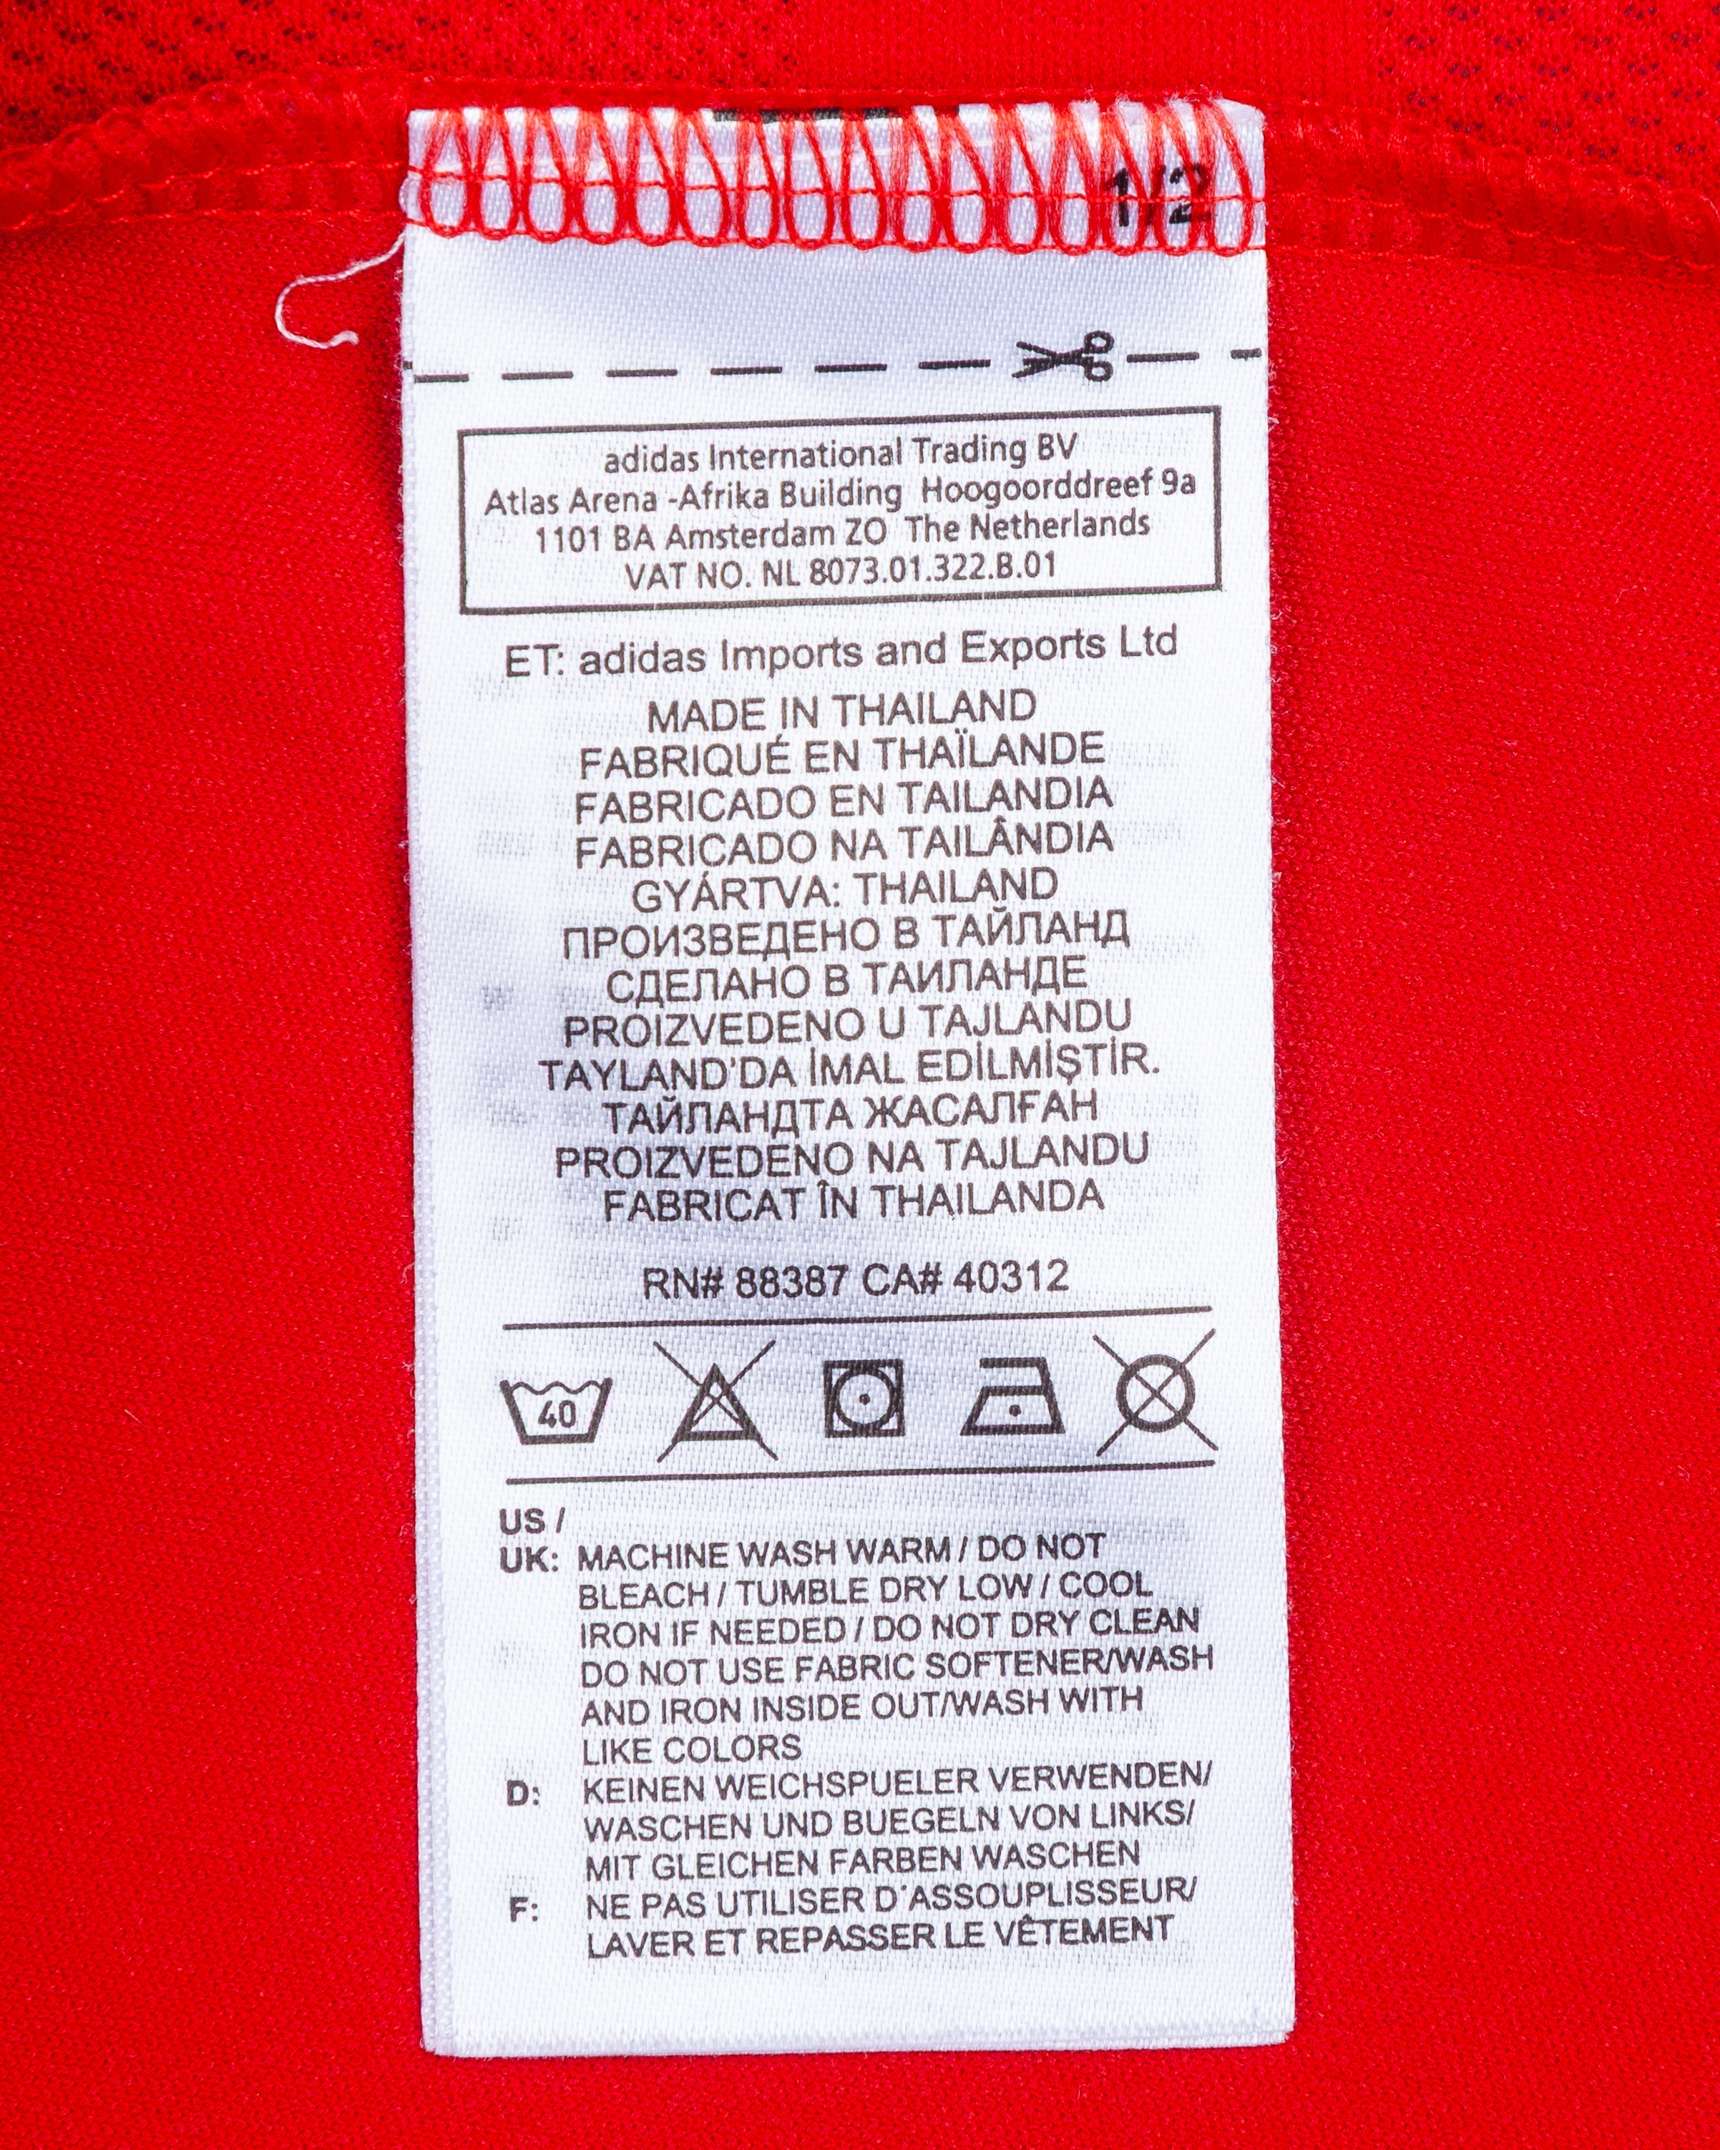 1/2
adidas International Trading BV
Atlas Arena -Afrika Building Hoogoorddreef 9a
1101 BA Amsterdam ZO The Netherlands
VAT NO. NL 8073.01.322.B.01
ET: adidas Imports and Exports Ltd
MADE IN THAILAND
FABRIQUÉ EN THAÏLANDE
FABRICADO EN TAILANDIA
FABRICADO NA TAILÂNDIA
GYÁRTVA: THAILAND
ПРОИЗВЕДЕНО В ТАЙЛАНД
СДЕЛАНО В ТАИЛАНДЕ
PROIZVEDENO U TAJLANDU
TAYLAND'DA İMAL EDİLMİŞTİR.
ТАЙЛАНДТА ЖАСАЛҒАН
PROIZVEDENO NA TAJLANDU
FABRICAT ÎN THAILANDA
RN# 88387 CA# 40312
40
US /
UK: MACHINE WASH WARM / DO NOT
BLEACH / TUMBLE DRY LOW / COOL
IRON IF NEEDED / DO NOT DRY CLEAN
DO NOT USE FABRIC SOFTENER/WASH
AND IRON INSIDE OUT/WASH WITH
LIKE COLORS
D: KEINEN WEICHSPUELER VERWENDEN/
WASCHEN UND BUEGELN VON LINKS/
MIT GLEICHEN FARBEN WASCHEN
F: NE PAS UTILISER D'ASSOUPLISSEUR/
LAVER ET REPASSER LE VÊTEMENT